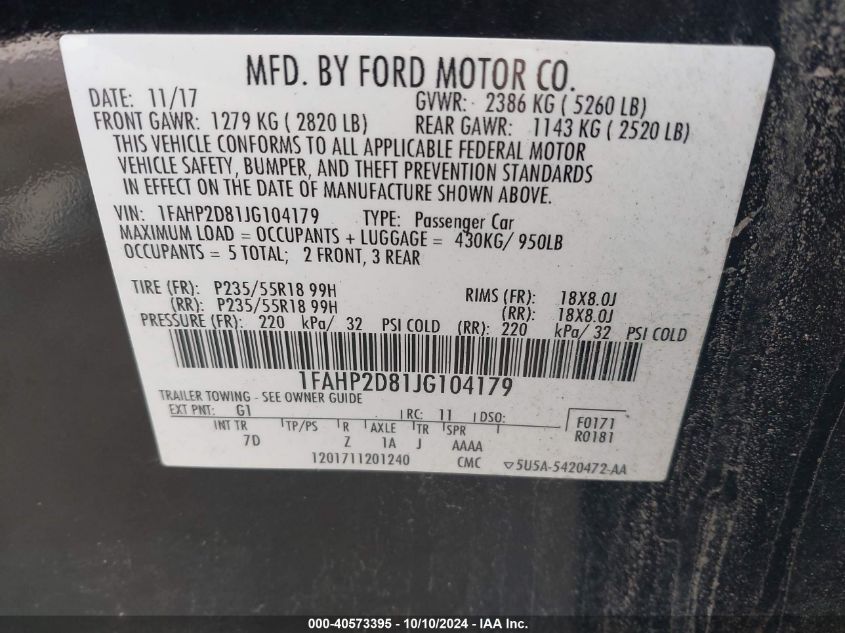 MFD. BY FORD MOTOR CO.
DATE: 11/17 GVWR: 2386 KG ( 5260 LB)
FRONT GAWR: 1279 KG ( 2820 LB) REAR GAWR: 1143 KG ( 2520 LB)
THIS VEHICLE CONFORMS TO ALL APPLICABLE FEDERAL MOTOR
VEHICLE SAFETY, BUMPER, AND THEFT PREVENTION STANDARDS
IN EFFECT ON THE DATE OF MANUFACTURE SHOWN ABOVE.
VIN: 1FAHP2D81JG104179 TYPE: Passenger Car
MAXIMUM LOAD = OCCUPANTS + LUGGAGE = 430KG/ 950LB
OCCUPANTS = 5 TOTAL; 2 FRONT, 3 REAR
TIRE (FR): P235/55R18 99H RIMS (FR): 18X8.0J
(RR): P235/55R18 99H (RR): 18X8.0J
PRESSURE (FR): 220 kPa/ 32 PSI COLD (RR): 220 kPa/ 32 PSI COLD
1FAHP2D81JG104179
TRAILER TOWING - SEE OWNER GUIDE
EXT PNT: G1 RC: 11 DSO: F0171
INT TR TP/PS R AXLE TR SPR R0181
7D Z 1A J AAAA
1201711201240 CMC ▽5U5A-5420472-AA
000-40573395 - 10/10/2024 - IAA Inc.